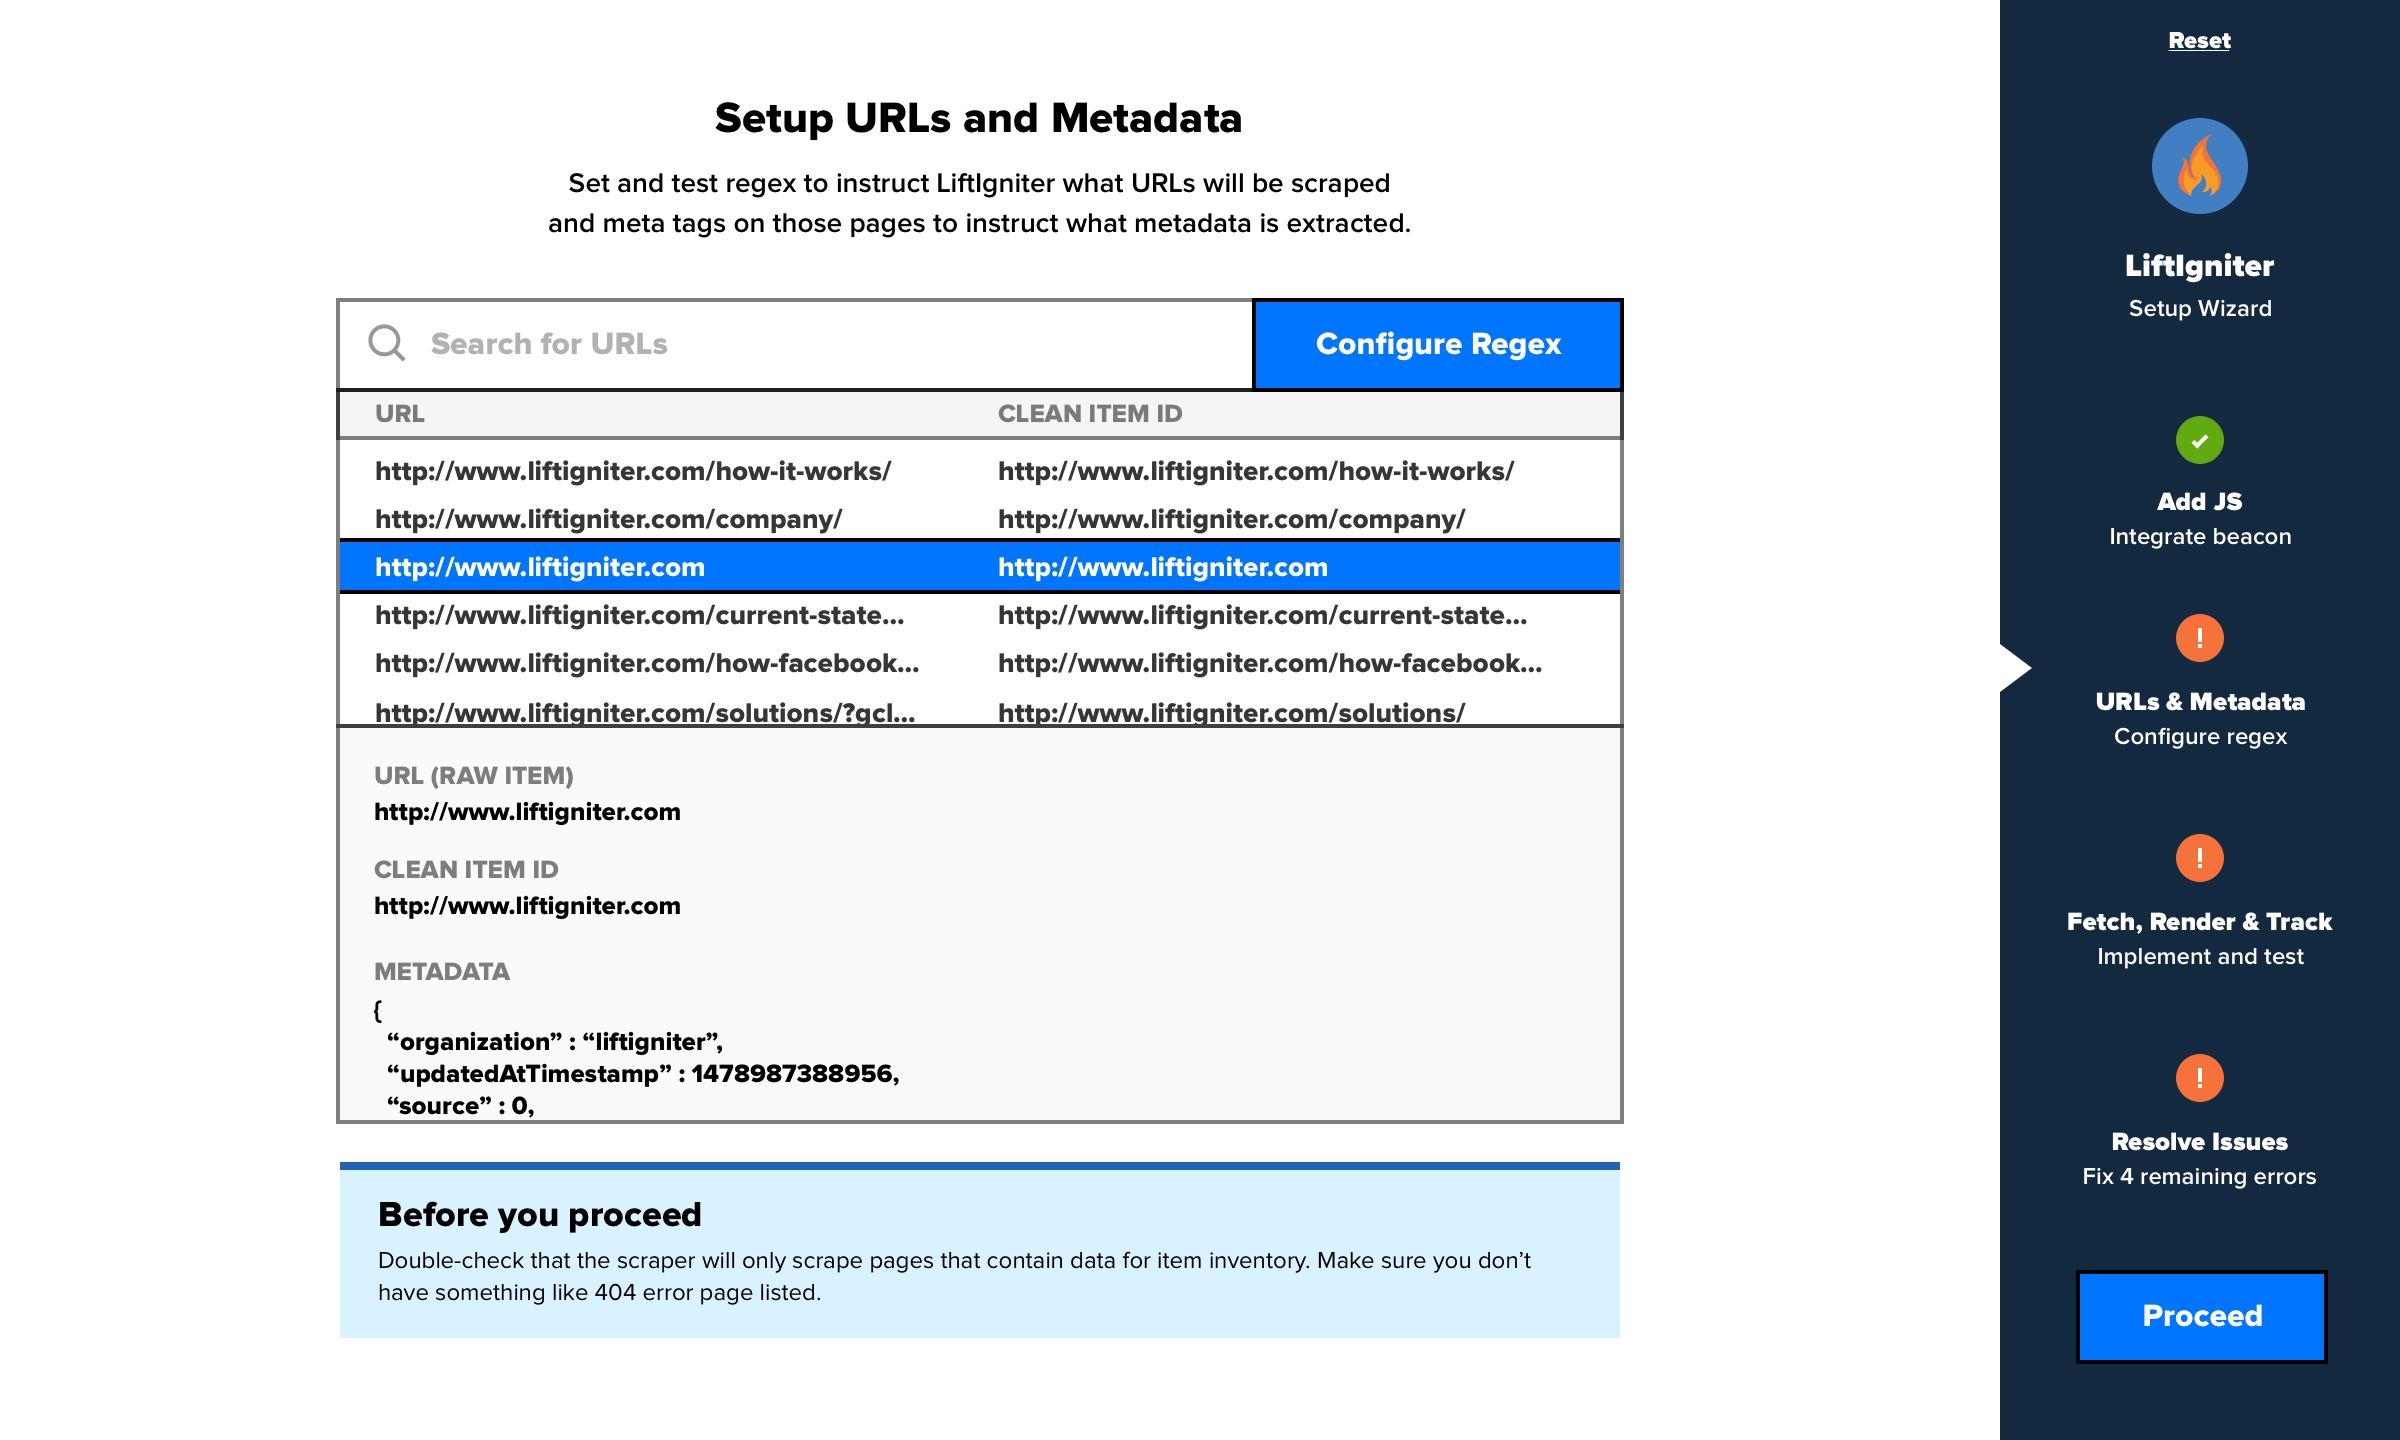 Setup URLs and Metadata
Set and test regex to instruct LiftIgniter what URLs will be scraped
and meta tags on those pages to instruct what metadata is extracted.
Search for URLs
Configure Regex
URL CLEAN ITEM ID
http://www.liftigniter.com/how-it-works/ http://www.liftigniter.com/how-it-works/
http://www.liftigniter.com/company/ http://www.liftigniter.com/company/
http://www.liftigniter.com http://www.liftigniter.com
http://www.liftigniter.com/current-state... http://www.liftigniter.com/current-state...
http://www.liftigniter.com/how-facebook... http://www.liftigniter.com/how-facebook...
http://www.liftigniter.com/solutions/?gcl... http://www.liftigniter.com/solutions/
URL (RAW ITEM)
http://www.liftigniter.com
CLEAN ITEM ID
http://www.liftigniter.com
METADATA
{
“organization” : “liftigniter”,
“updatedAtTimestamp” : 1478987388956,
“source” : 0,
Before you proceed
Double-check that the scraper will only scrape pages that contain data for item inventory. Make sure you don’t
have something like 404 error page listed.
Reset
LiftIgniter
Setup Wizard
Add JS
Integrate beacon
!
URLs & Metadata
Configure regex
!
Fetch, Render & Track
Implement and test
!
Resolve Issues
Fix 4 remaining errors
Proceed